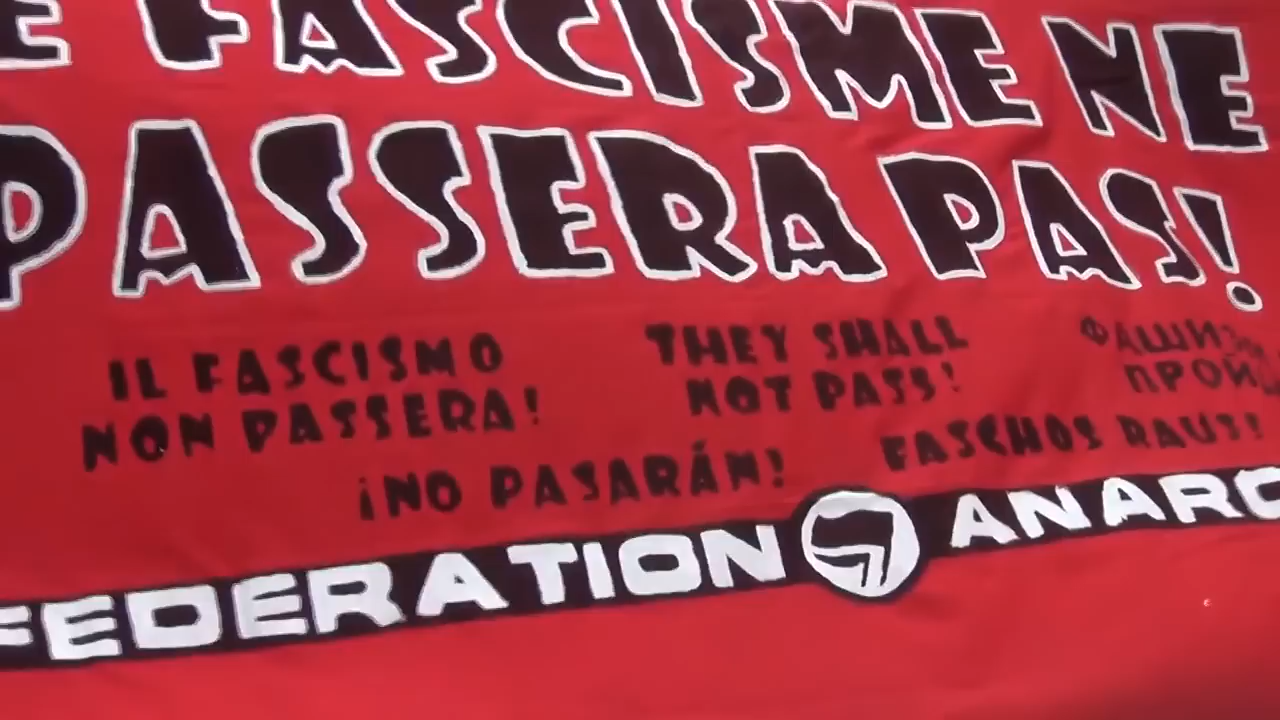 E FASCISME NE
PASSERA PAS!
IL FASCISMO
NON PASSERA!
THEY SHALL
NOT PASS!
¡NO PASARÁN!
FASCHOS RAUS!
FEDERATION ANARC